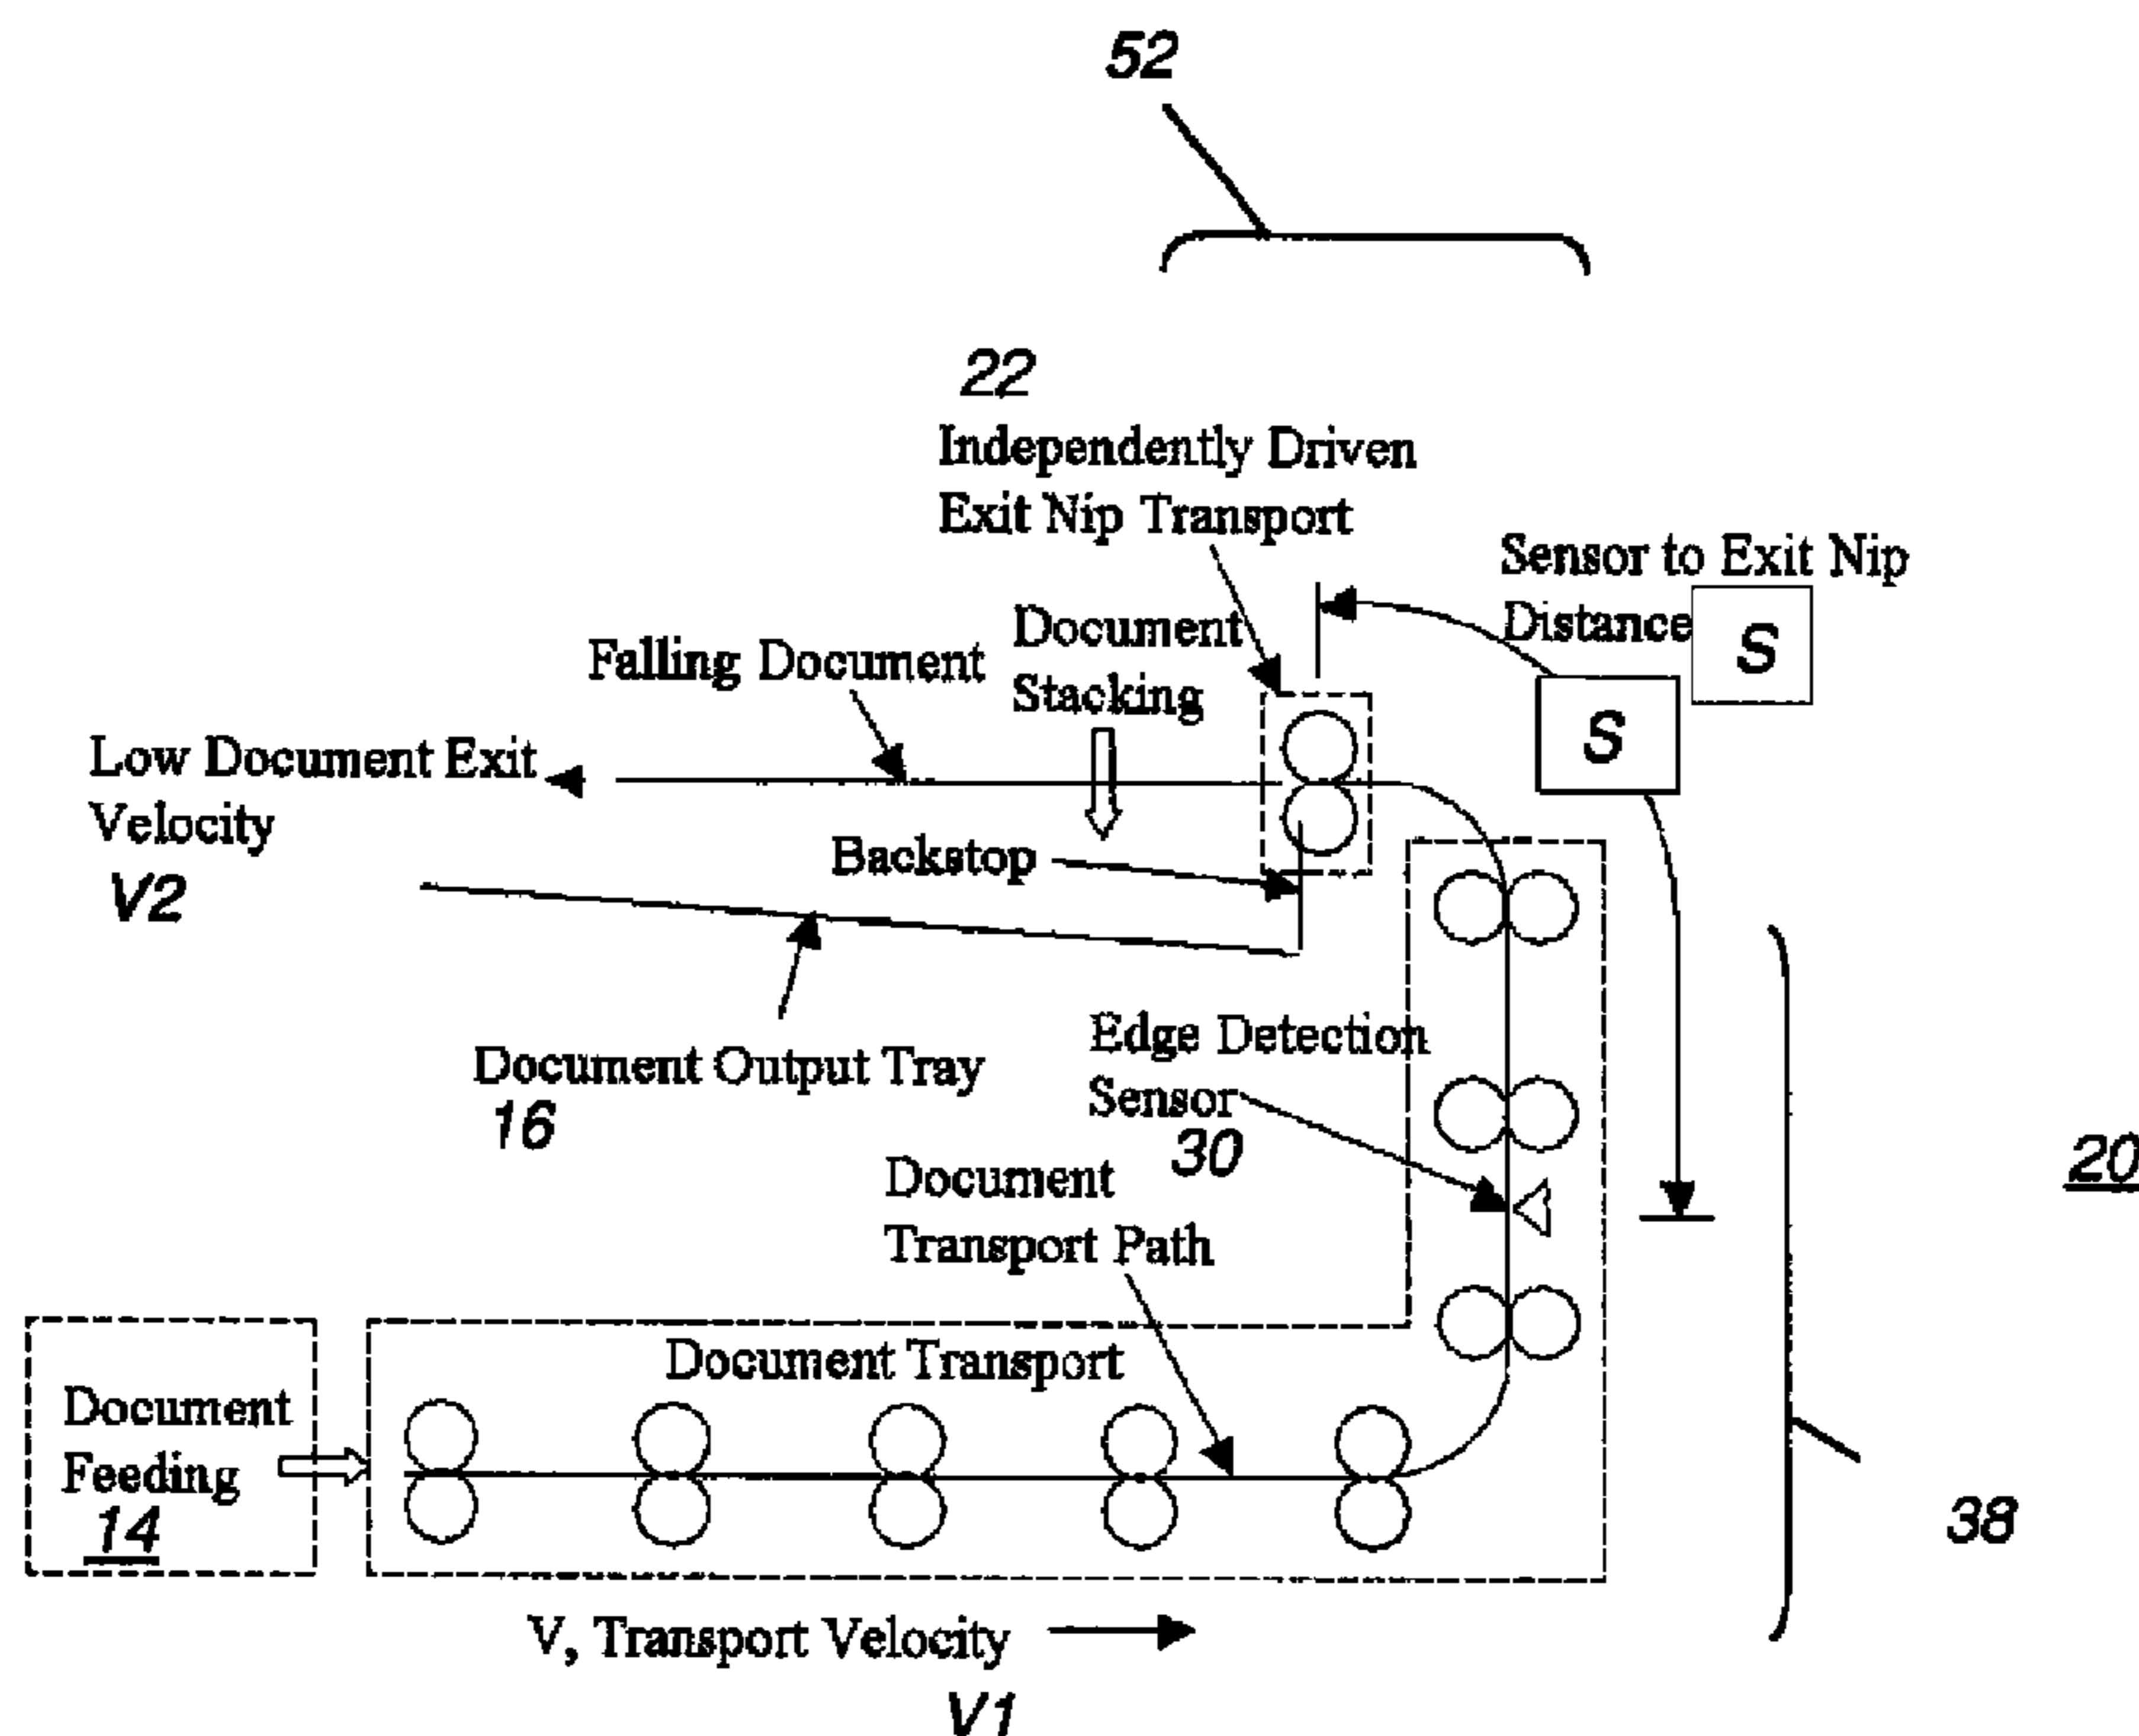 52
22
Independently Driven
Exit Nip Transport
Sensor to Exit Nip
Distance S
S
Document
Stacking
Falling Document
Low Document Exit
Velocity
V2
Backstop
Document Output Tray
16
Edge Detection
Sensor
30
Document
Transport Path
20
Document Transport
Document
Feeding
14
38
V, Transport Velocity
V1